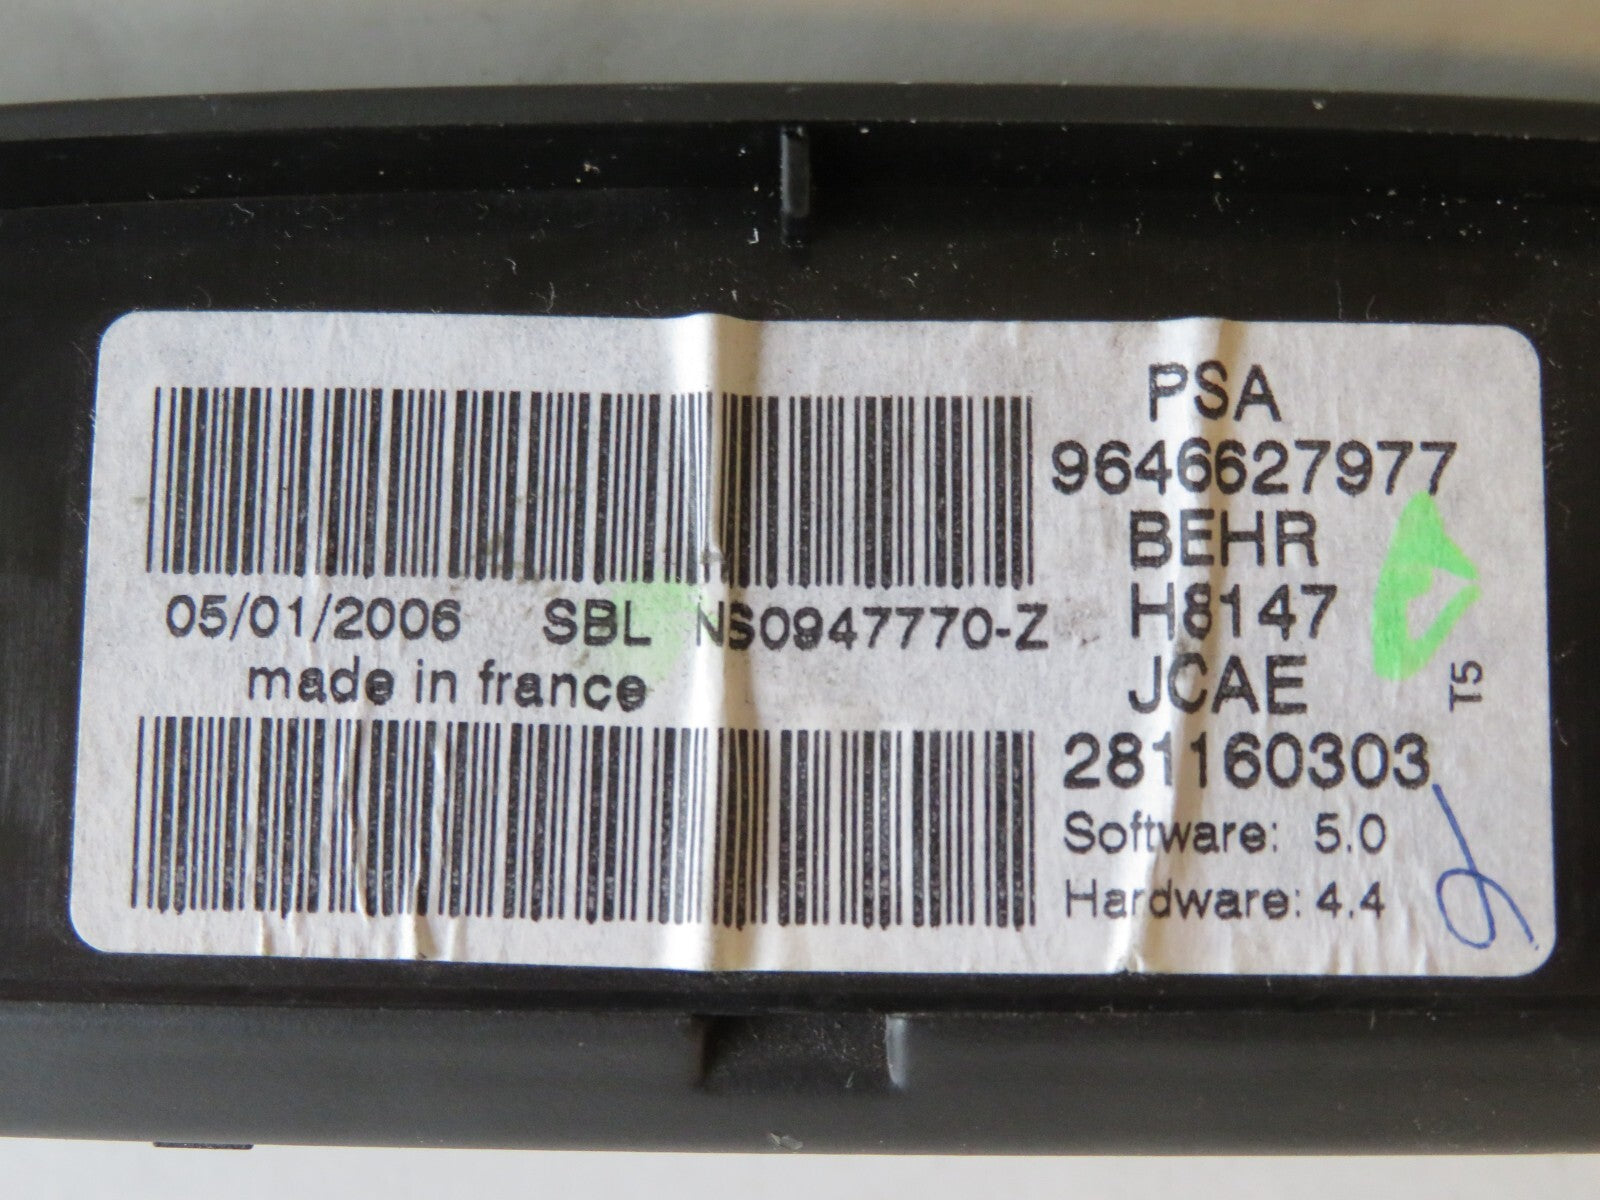 PSA
9646627977
BEHR
H8147
JCAE
281160303
Software: 5.0
Hardware: 4.4
T5
05/01/2006 SBL NS0947770-Z
made in france